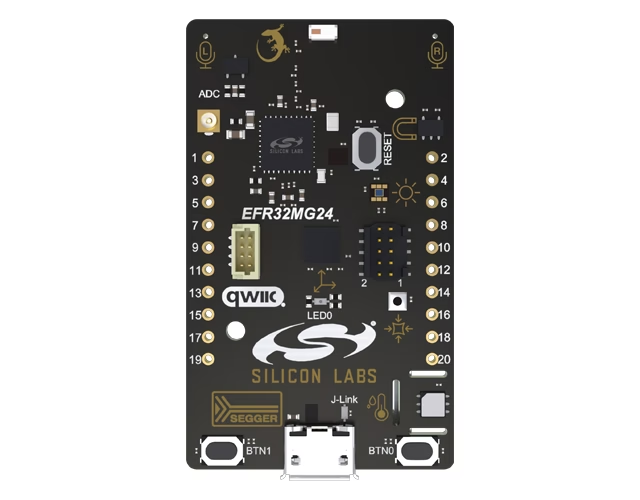 L
R
ADC
SILICON LABS
RESET
1
2
3
4
5
6
EFR32MG24
7
8
9
10
11
12
2
1
13
14
qwiic
LED0
15
16
17
18
19
20
SILICON LABS
J-Link
SEGGER
BTN1
BTN0